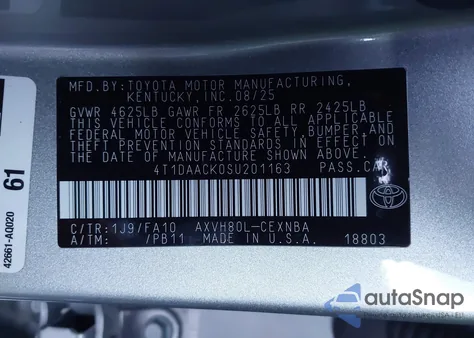 MFD.BY:TOYOTA MOTOR MANUFACTURING,
KENTUCKY, INC.08/25
GVWR 4625LB GAWR FR 2625LB RR 2425LB
THIS VEHICLE CONFORMS TO ALL APPLICABLE
FEDERAL MOTOR VEHICLE SAFETY,BUMPER,AND
THEFT PREVENTION STANDARDS IN EFFECT ON
THE DATE OF MANUFACTURE SHOWN ABOVE.
4T1DAACK0SU201163 PASS.CAR
C/TR:1J9/FA10 AXVH80L-CEXNBA
A/TM: /PB11 MADE IN U.S.A. 18803
61
42661-A0020
autoSnap